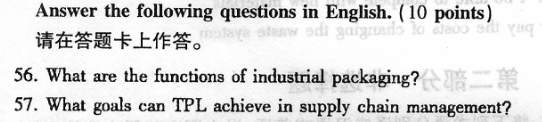 Answer the following questions in English. (10 points)
请在答题卡上作答。
56. What are the functions of industrial packaging?
57. What goals can TPL achieve in supply chain management?